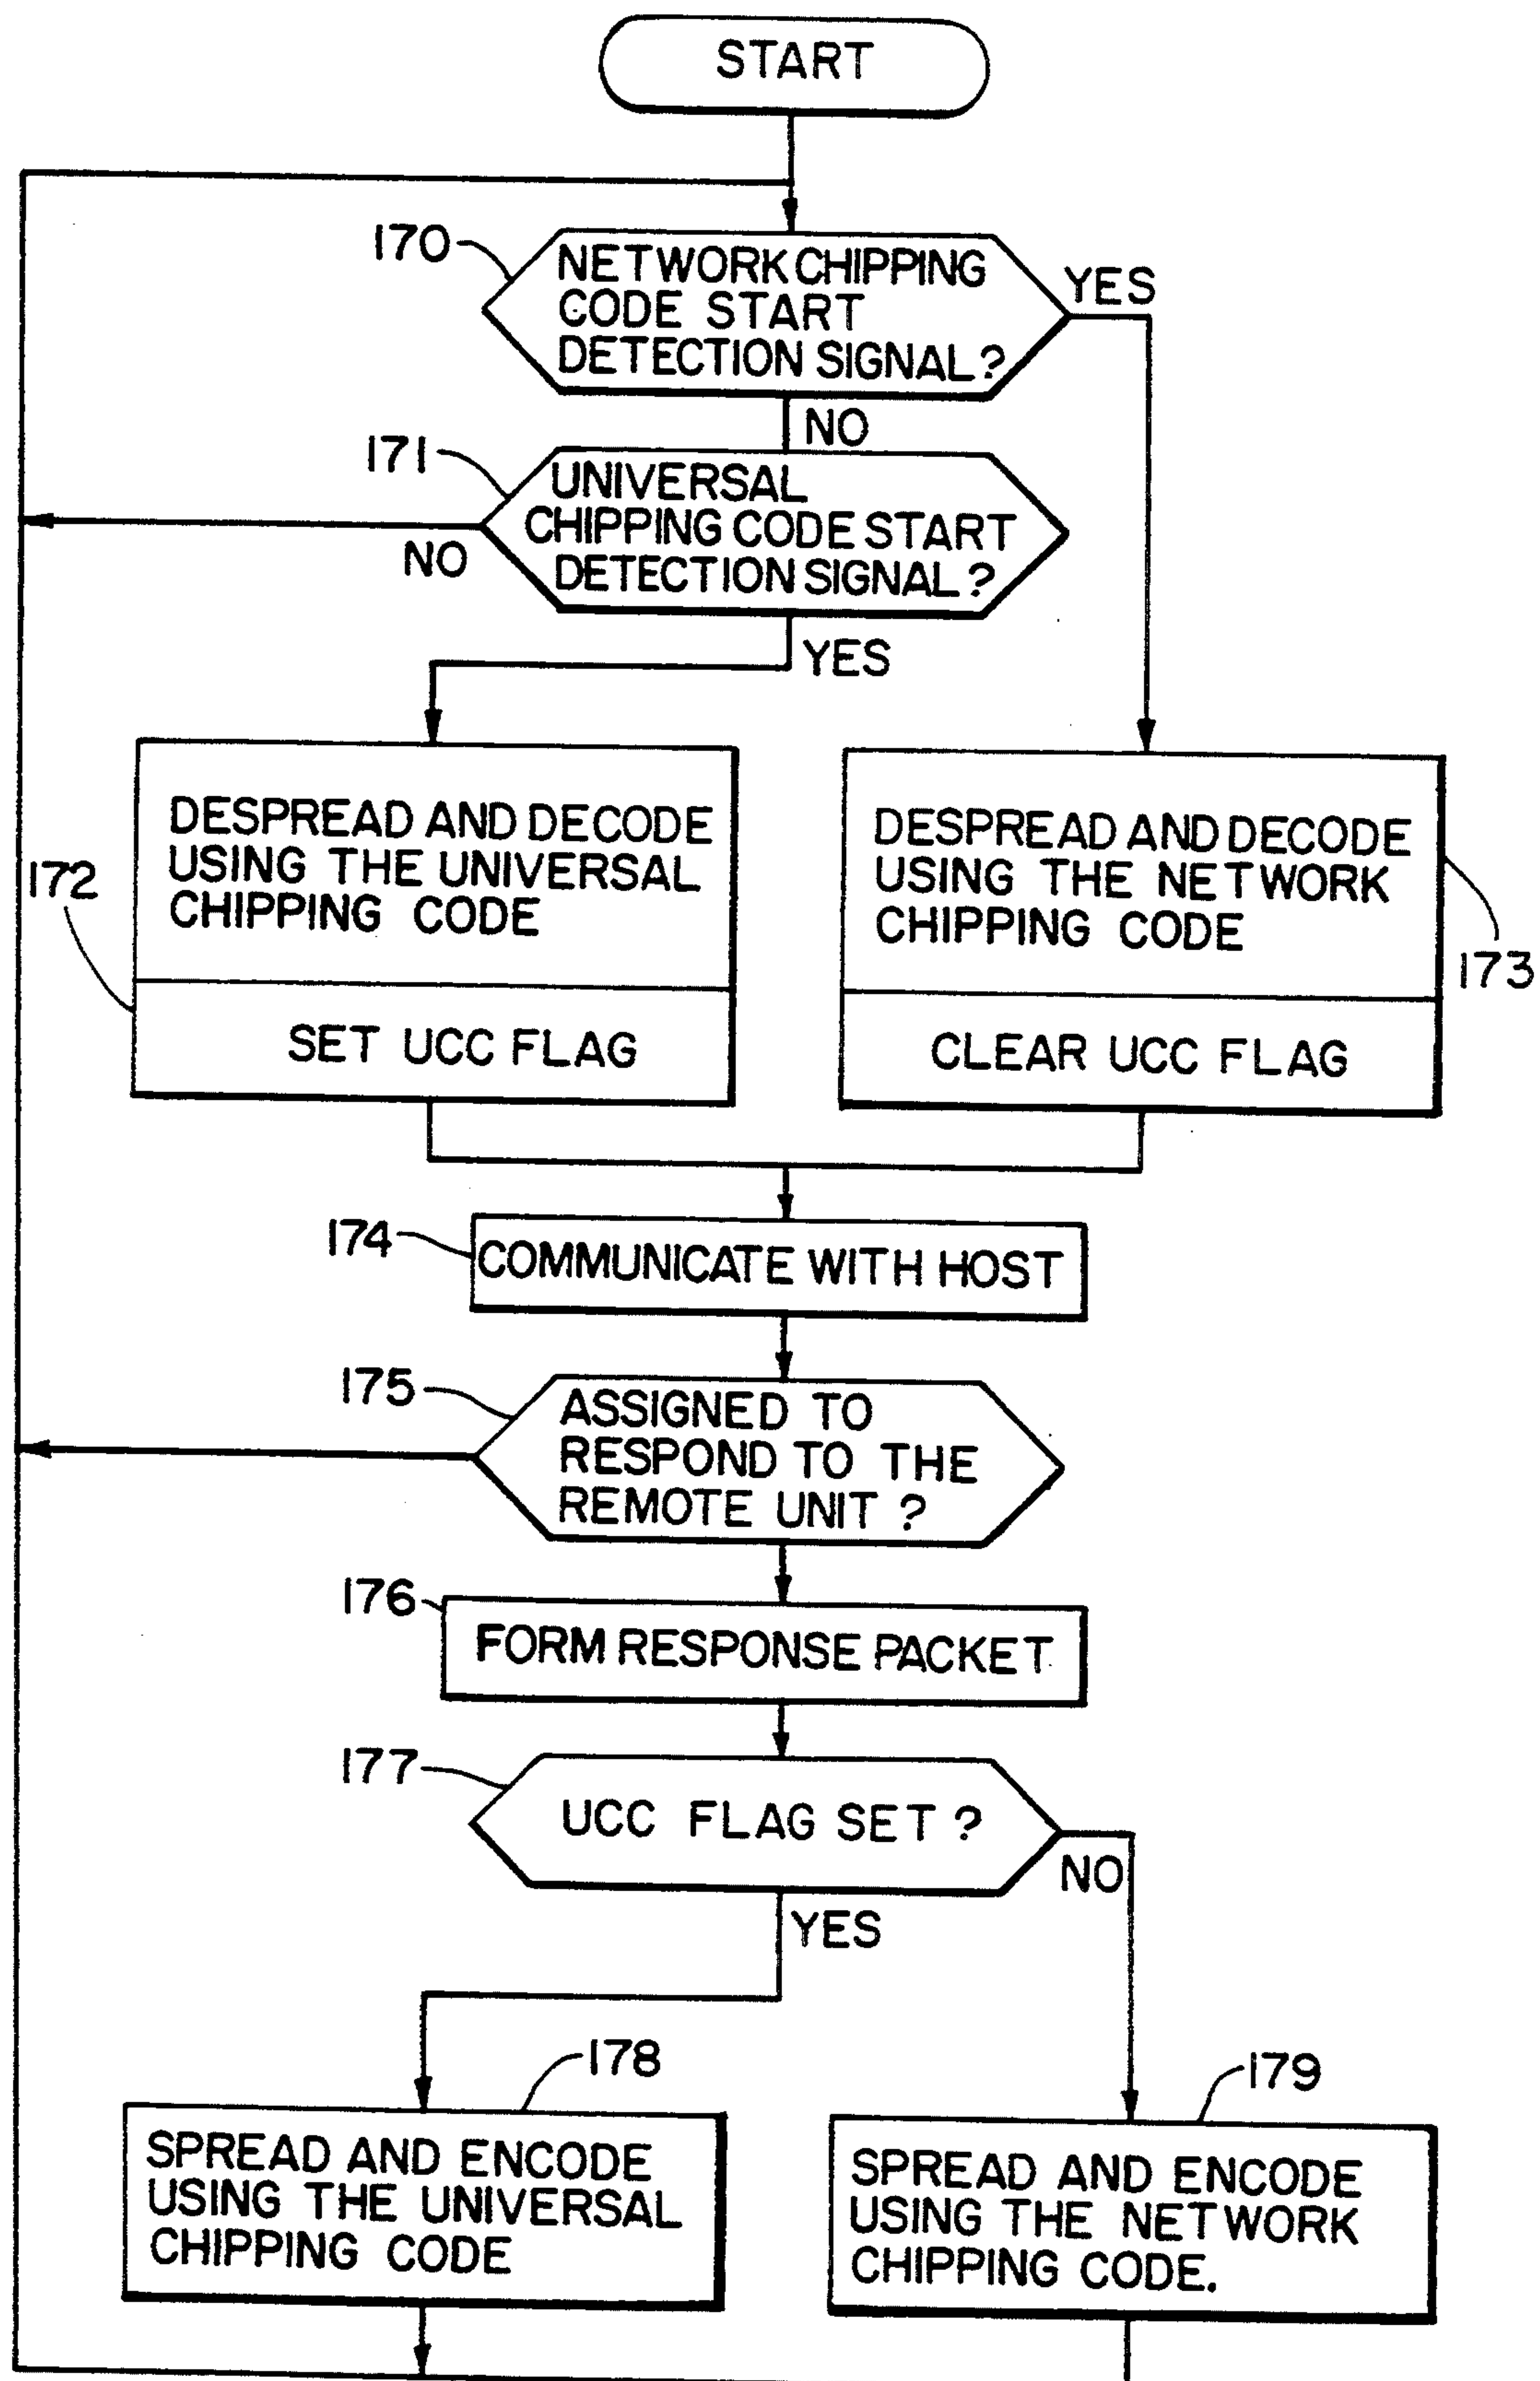 START
170
NETWORK CHIPPING
CODE START
DETECTION SIGNAL?
YES
NO
171
UNIVERSAL
CHIPPING CODE START
DETECTION SIGNAL?
NO
YES
DESPREAD AND DECODE
USING THE UNIVERSAL
CHIPPING CODE
172
SET UCC FLAG
DESPREAD AND DECODE
USING THE NETWORK
CHIPPING CODE
173
CLEAR UCC FLAG
174
COMMUNICATE WITH HOST
175
ASSIGNED TO
RESPOND TO THE
REMOTE UNIT ?
176
FORM RESPONSE PACKET
177
UCC FLAG SET ?
NO
YES
178
SPREAD AND ENCODE
USING THE UNIVERSAL
CHIPPING CODE
179
SPREAD AND ENCODE
USING THE NETWORK
CHIPPING CODE.